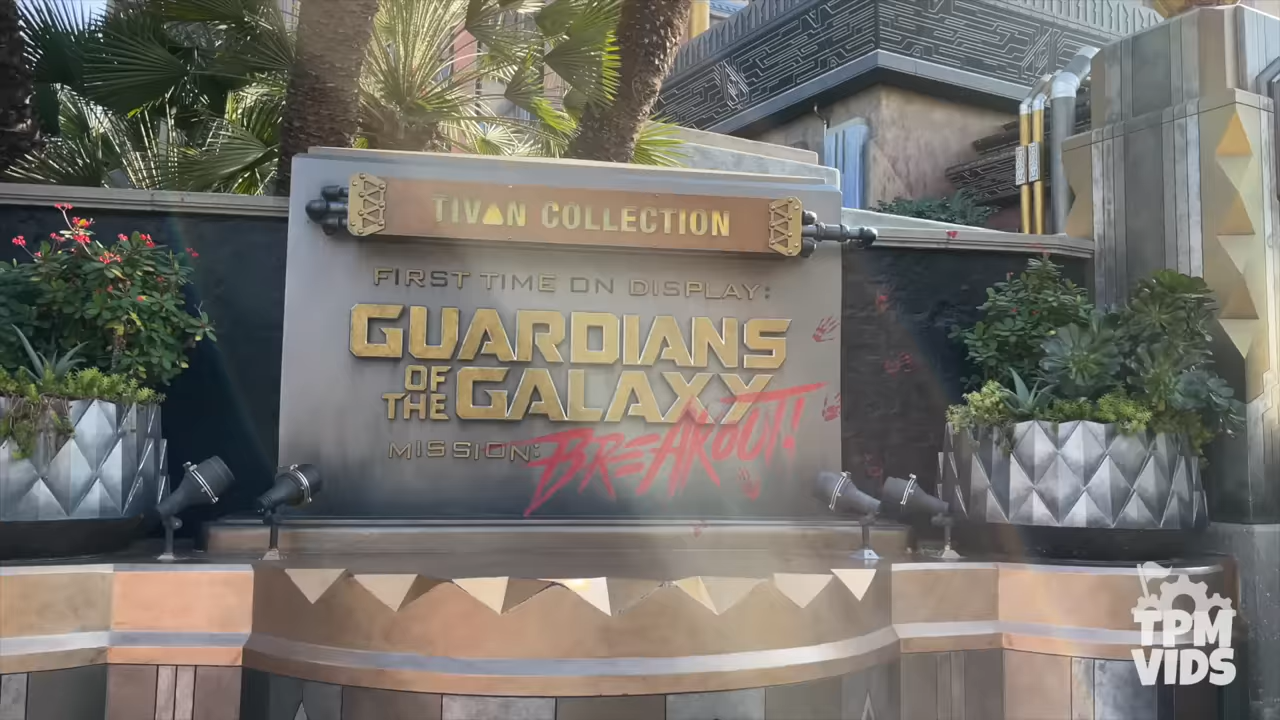 TIVAN COLLECTION
FIRST TIME ON DISPLAY:
GUARDIANS
OF THE GALAXY
MISSION: BREAKOUT!
TPM
VIDS